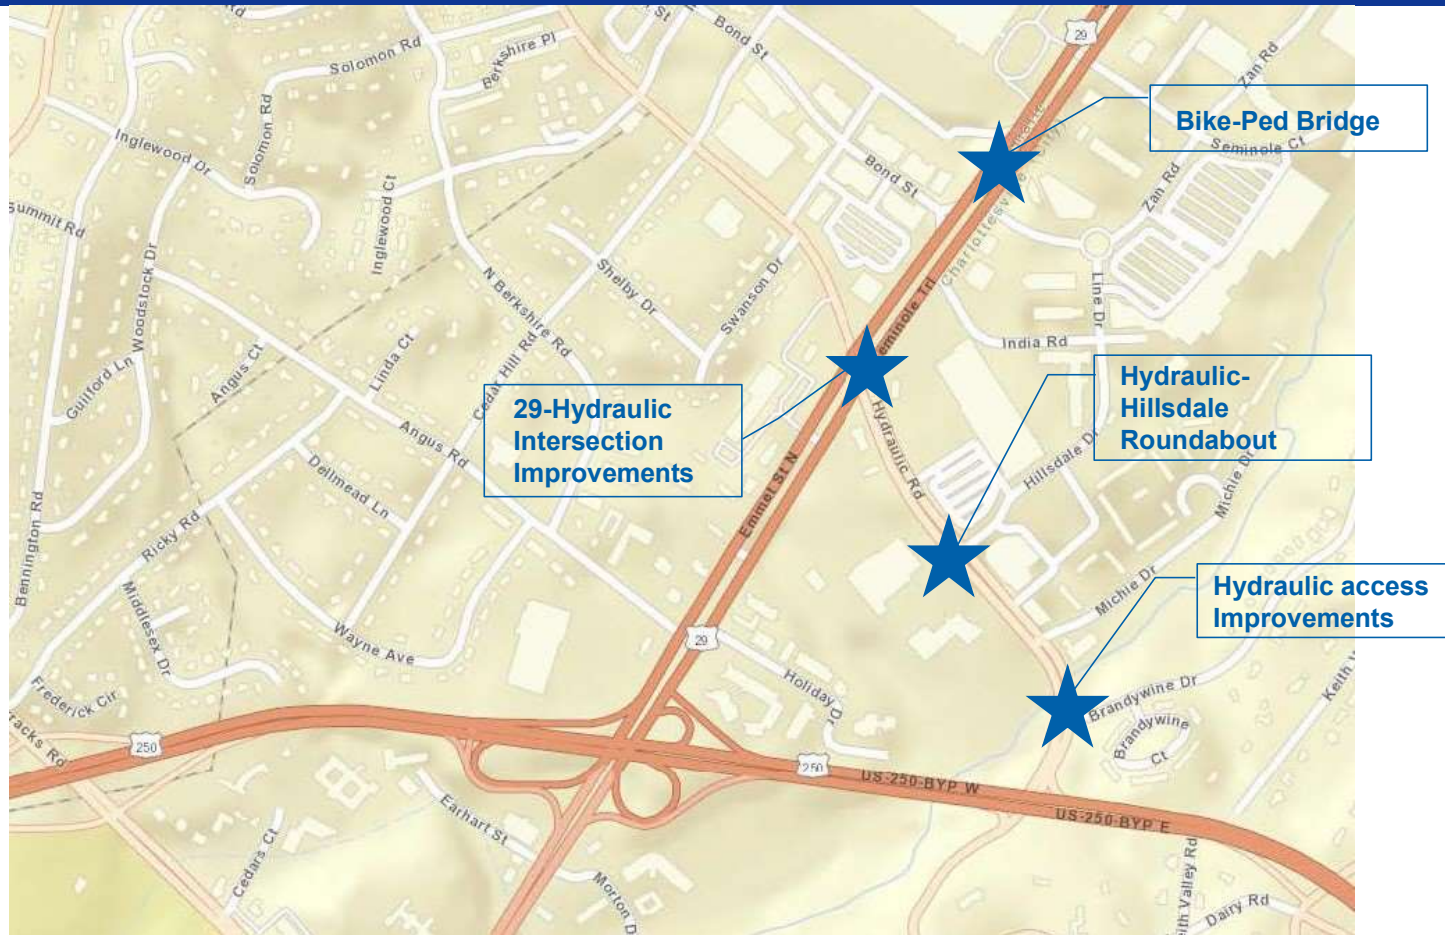 Rd
St
Bond St
29
Solomon Rd
Berkshire Pl
Zan Rd
Bike-Ped Bridge
Solomon Rd
Inglewood Dr
Seminole Ct
Bond St
Zan Rd
Summit Rd
Inglewood Ct
Woodstock Dr
N Berkshire Rd
Shelby Dr
Swanson Dr
Seminole Trl
Line Dr
India Rd
Guilford Ln
Angus Ct
Linda Ct
Cedar Hill Rd
29-Hydraulic
Intersection
Improvements
Hydraulic-
Hillsdale
Roundabout
Hydraulic Rd
Angus Rd
Hillsdale Dr
Michie Dr
Dellmead Ln
Emmet St N
Bennington Rd
Ricky Rd
Michie Dr
Hydraulic access
Improvements
Middlesex Dr
Wayne Ave
29
Holiday Dr
Brandywine Dr
Brandywine
Ct
Frederick Cir
250
250
US-250-BYP W
US-250-BYP E
Earhart St
Cedars Ct
Morton D
Dairy Rd